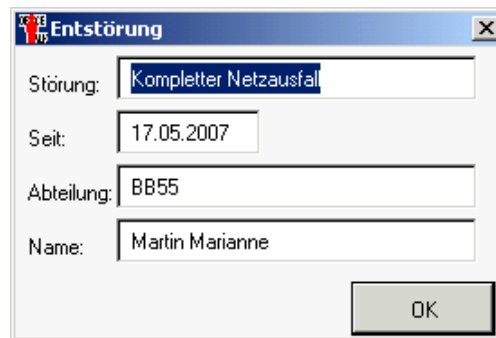 Entstörung
Störung: Kompletter Netzausfall
Seit: 17.05.2007
Abteilung: BB55
Name: Martin Marianne
OK